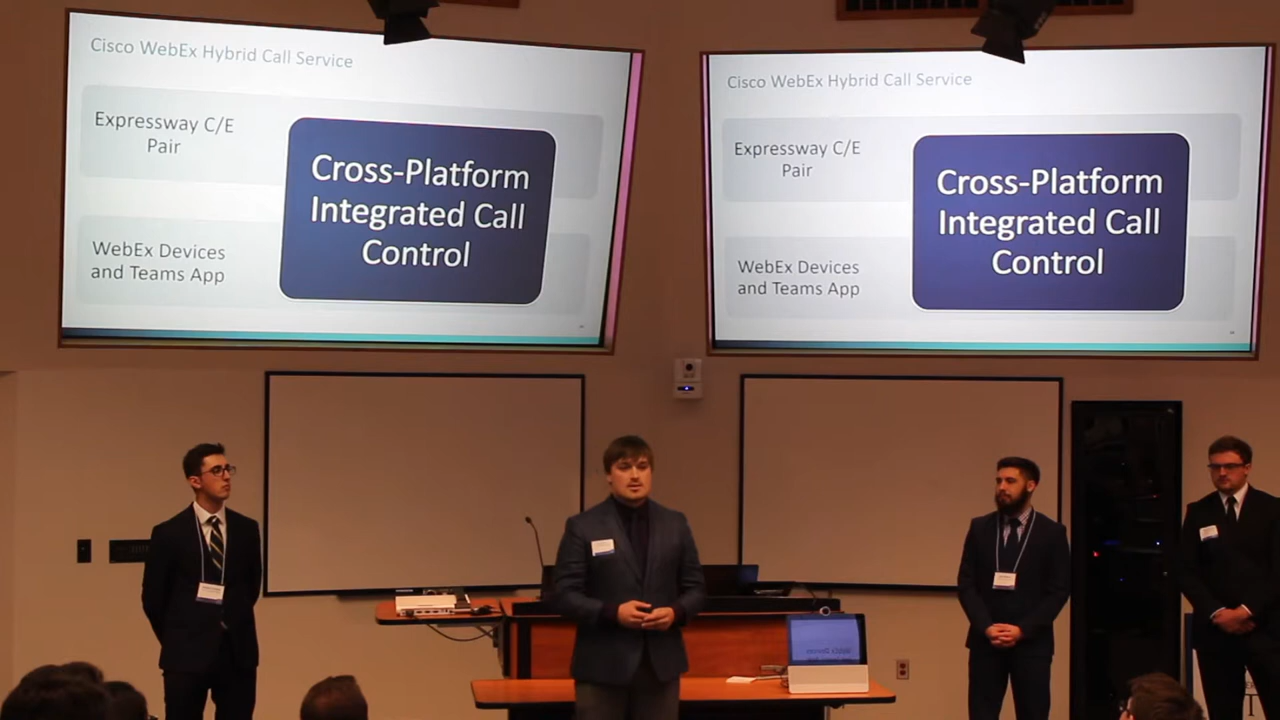 Cisco WebEx Hybrid Call Service
Expressway C/E
Pair
Cross-Platform
Integrated Call
Control
WebEx Devices
and Teams App
Cisco WebEx Hybrid Call Service
Expressway C/E
Pair
Cross-Platform
Integrated Call
Control
WebEx Devices
and Teams App